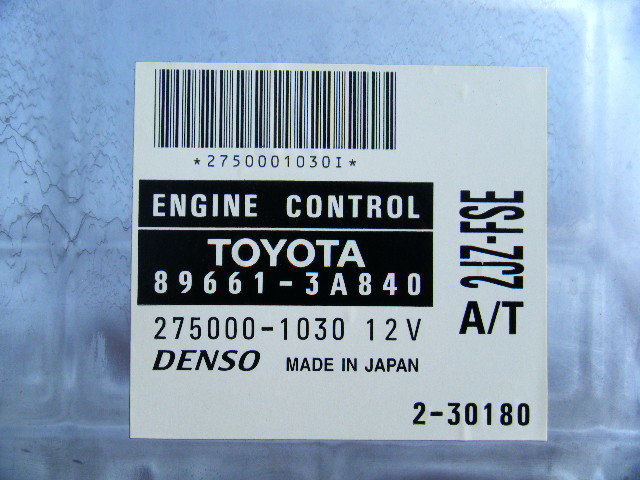 *2750001030I*
ENGINE CONTROL
TOYOTA
89661-3A840
275000-1030 12V
DENSO MADE IN JAPAN
2JZ-FSE
A/T
2-30180